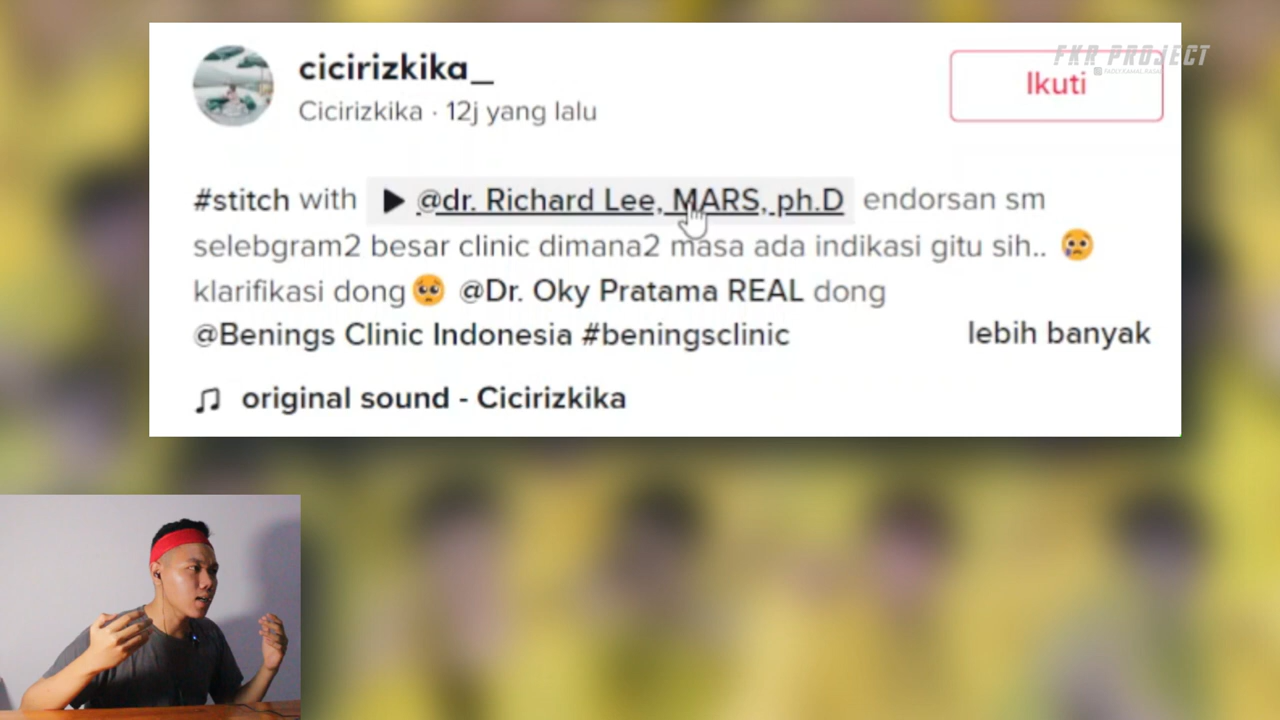 FKR PROJECT
cicirizkika_
Cicirizkika · 12j yang lalu
Ikuti
#stitch with ▶ @dr. Richard Lee, MARS, ph.D endorsan sm
selebgram2 besar clinic dimana2 masa ada indikasi gitu sih.. 😢
klarifikasi dong🥺 @Dr. Oky Pratama REAL dong
@Benings Clinic Indonesia #beningsclinic
lebih banyak
♫ original sound - Cicirizkika